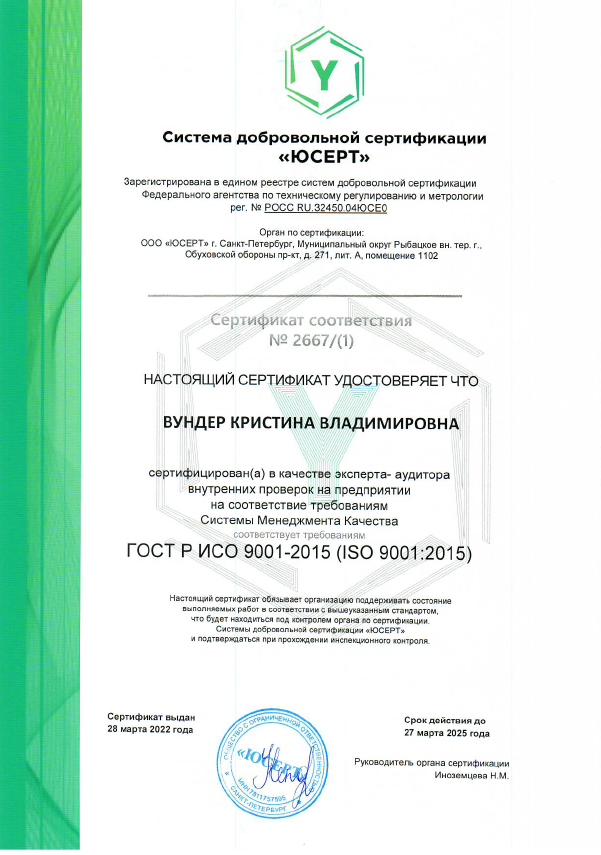 Y
Система добровольной сертификации
«ЮСЕРТ»
Зарегистрирована в едином реестре систем добровольной сертификации
Федерального агентства по техническому регулированию и метрологии
рег. № РОСС RU.32450.04ЮСЕ0
Орган по сертификации:
ООО «ЮСЕРТ» г. Санкт-Петербург, Муниципальный округ Рыбацкое вн. тер. г.,
Обуховской обороны пр-кт, д. 271, лит. А, помещение 1102
Сертификат соответствия
№ 2667/(1)
НАСТОЯЩИЙ СЕРТИФИКАТ УДОСТОВЕРЯЕТ ЧТО
ВУНДЕР КРИСТИНА ВЛАДИМИРОВНА
сертифицирован(а) в качестве эксперта- аудитора
внутренних проверок на предприятии
на соответствие требованиям
Системы Менеджмента Качества
соответствует требованиям
ГОСТ Р ИСО 9001-2015 (ISO 9001:2015)
Настоящий сертификат обязывает организацию поддерживать состояние
выполняемых работ в соответствии с вышеуказанным стандартом,
что будет находиться под контролем органа по сертификации.
Системы добровольной сертификации «ЮСЕРТ»
и подтверждаться при прохождении инспекционного контроля.
Сертификат выдан
28 марта 2022 года
Срок действия до
27 марта 2025 года
Руководитель органа сертификации
Иноземцева Н.М.
ОБЩЕСТВО С ОГРАНИЧЕННОЙ ОТВЕТСТВЕННОСТЬЮ
«ЮСЕРТ»
ИНН 7811757595
САНКТ-ПЕТЕРБУРГ